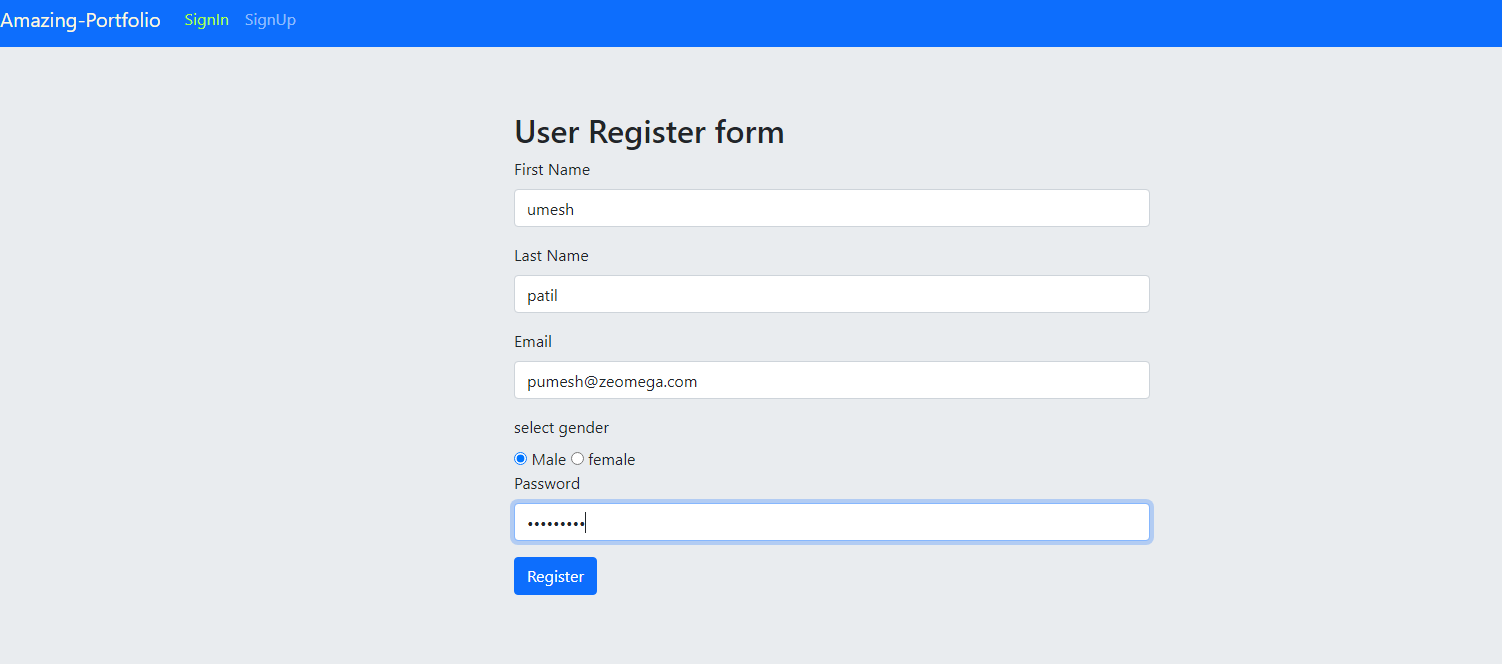 Amazing-Portfolio SignIn SignUp
User Register form
First Name
umesh
Last Name
patil
Email
pumesh@zeomega.com
select gender
Male female
Password
•••••••••
Register